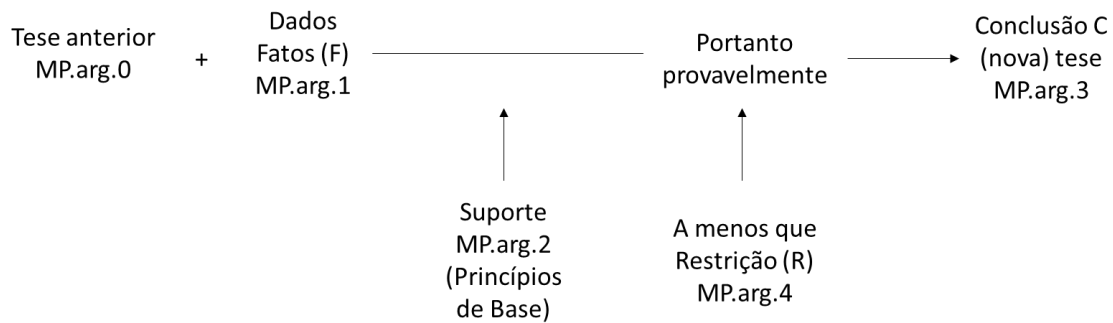 Tese anterior
MP.arg.0
+
Dados
Fatos (F)
MP.arg.1
Portanto
provavelmente
Conclusão C
(nova) tese
MP.arg.3
Suporte
MP.arg.2
(Princípios
de Base)
A menos que
Restrição (R)
MP.arg.4